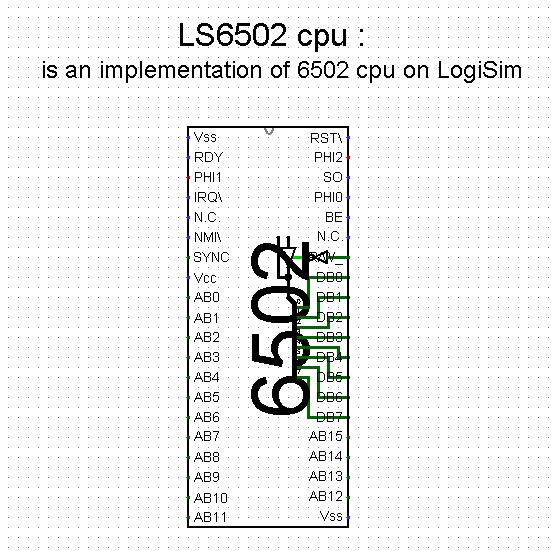 LS6502 cpu :
is an implementation of 6502 cpu on LogiSim
Vss RST\
RDY PHI2
PHI1 SO
IRQ\ PHI0
N.C. BE
NMI\ N.C.
SYNC
Vcc DB0
AB0 DB1
AB1 DB2
AB2 DB3
AB3 DB4
AB4 DB5
AB5 DB6
AB6 DB7
AB7 AB15
AB8 AB14
AB9 AB13
AB10 AB12
AB11 Vss
6502